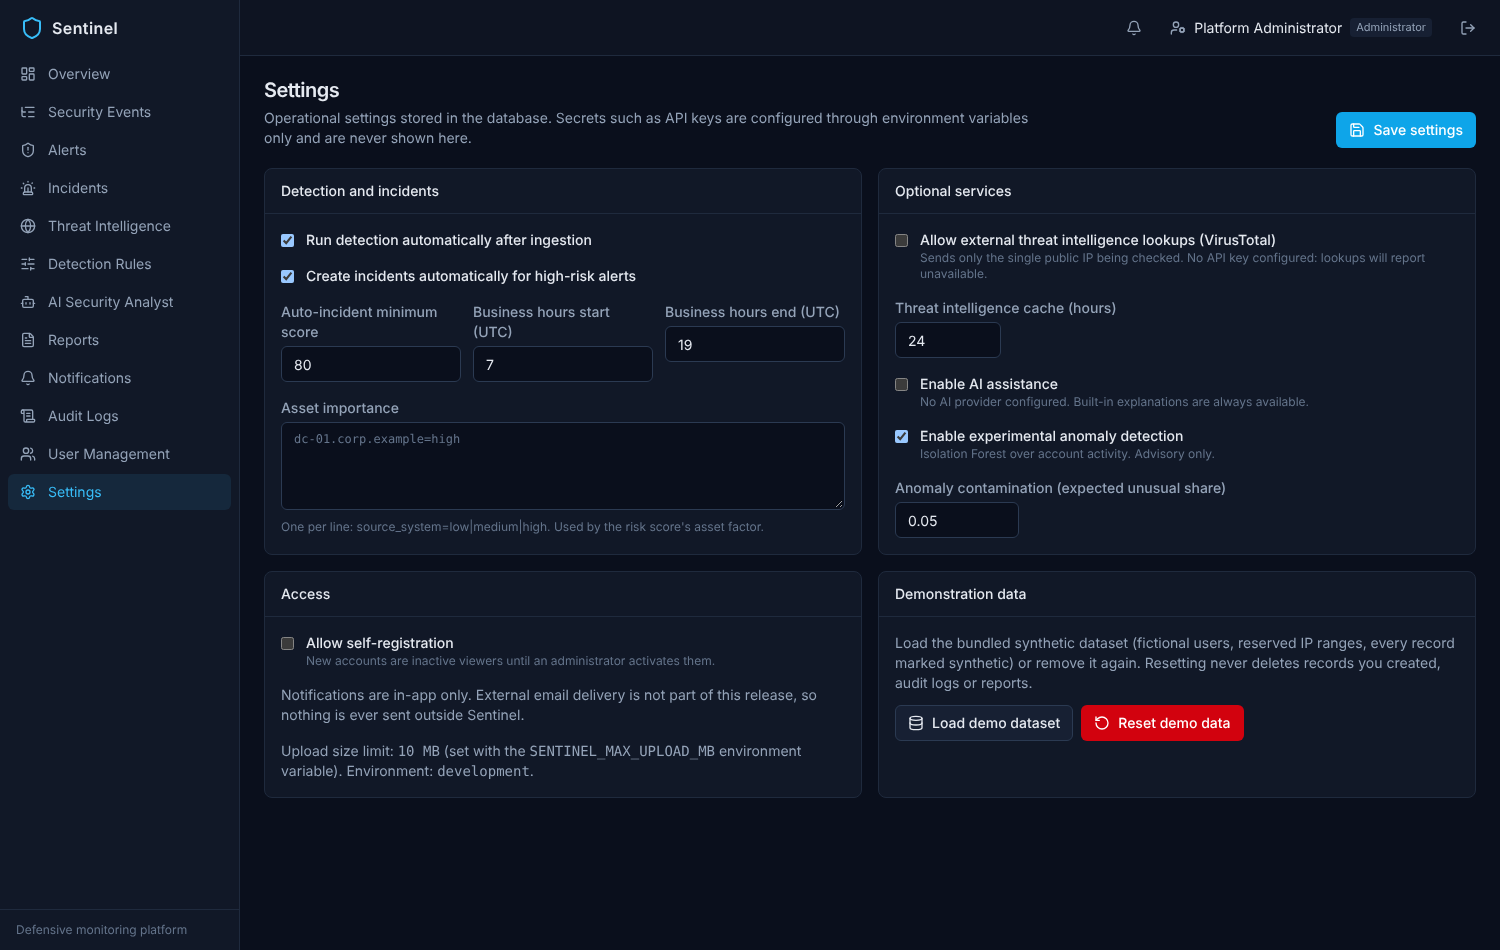 Sentinel
Platform Administrator
Administrator
Overview
Security Events
Alerts
Incidents
Threat Intelligence
Detection Rules
AI Security Analyst
Reports
Notifications
Audit Logs
User Management
Settings
Defensive monitoring platform
Settings
Operational settings stored in the database. Secrets such as API keys are configured through environment variables
only and are never shown here.
Save settings
Detection and incidents
Run detection automatically after ingestion
Create incidents automatically for high-risk alerts
Auto-incident minimum
score
80
Business hours start
(UTC)
7
Business hours end (UTC)
19
Asset importance
dc-01.corp.example=high
One per line: source_system=low|medium|high. Used by the risk score's asset factor.
Optional services
Allow external threat intelligence lookups (VirusTotal)
Sends only the single public IP being checked. No API key configured: lookups will report
unavailable.
Threat intelligence cache (hours)
24
Enable AI assistance
No AI provider configured. Built-in explanations are always available.
Enable experimental anomaly detection
Isolation Forest over account activity. Advisory only.
Anomaly contamination (expected unusual share)
0.05
Access
Allow self-registration
New accounts are inactive viewers until an administrator activates them.
Notifications are in-app only. External email delivery is not part of this release, so
nothing is ever sent outside Sentinel.
Upload size limit: 10 MB (set with the SENTINEL_MAX_UPLOAD_MB environment
variable). Environment: development.
Demonstration data
Load the bundled synthetic dataset (fictional users, reserved IP ranges, every record
marked synthetic) or remove it again. Resetting never deletes records you created,
audit logs or reports.
Load demo dataset
Reset demo data